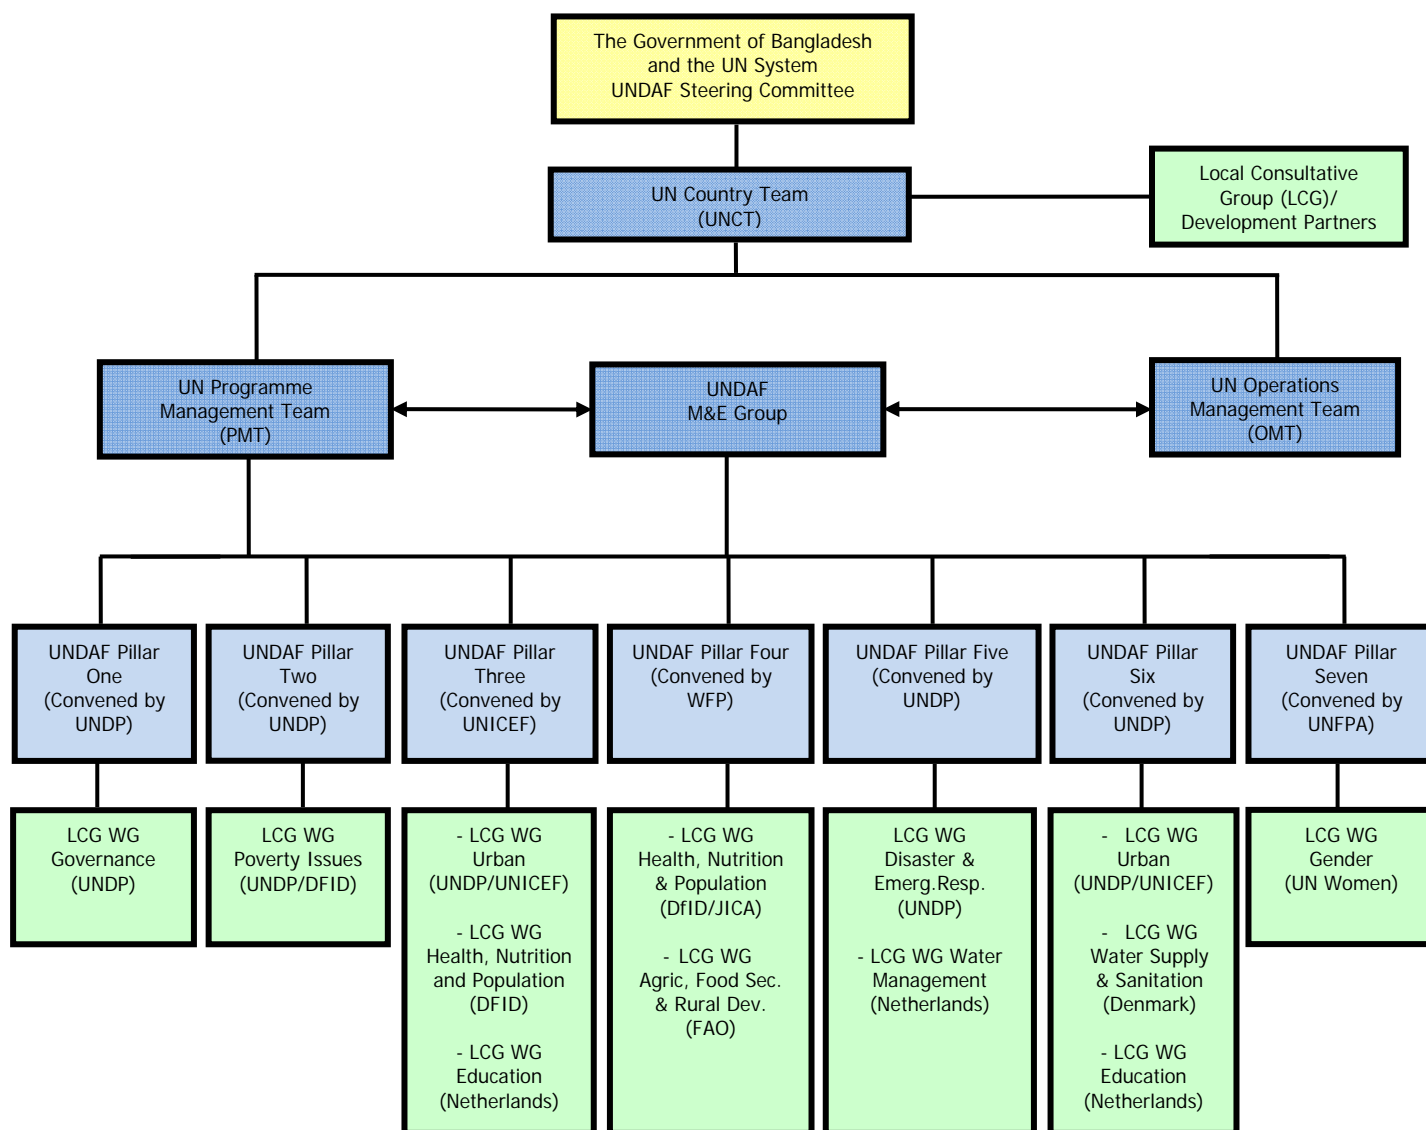 The Government of Bangladesh
and the UN System
UNDAF Steering Committee
UN Country Team
(UNCT)
Local Consultative
Group (LCG)/
Development Partners
UN Programme
Management Team
(PMT)
UNDAF
M&E Group
UN Operations
Management Team
(OMT)
UNDAF Pillar
One
(Convened by
UNDP)
UNDAF Pillar
Two
(Convened by
UNDP)
UNDAF Pillar
Three
(Convened by
UNICEF)
UNDAF Pillar Four
(Convened by
WFP)
UNDAF Pillar Five
(Convened by
UNDP)
UNDAF Pillar
Six
(Convened by
UNDP)
UNDAF Pillar
Seven
(Convened by
UNFPA)
LCG WG
Governance
(UNDP)
LCG WG
Poverty Issues
(UNDP/DFID)
- LCG WG
Urban
(UNDP/UNICEF)
- LCG WG
Health, Nutrition
and Population
(DFID)
- LCG WG
Education
(Netherlands)
- LCG WG
Health, Nutrition
& Population
(DfID/JICA)
- LCG WG
Agric, Food Sec.
& Rural Dev.
(FAO)
LCG WG
Disaster &
Emerg.Resp.
(UNDP)
- LCG WG Water
Management
(Netherlands)
- LCG WG
Urban
(UNDP/UNICEF)
- LCG WG
Water Supply
& Sanitation
(Denmark)
- LCG WG
Education
(Netherlands)
LCG WG
Gender
(UN Women)